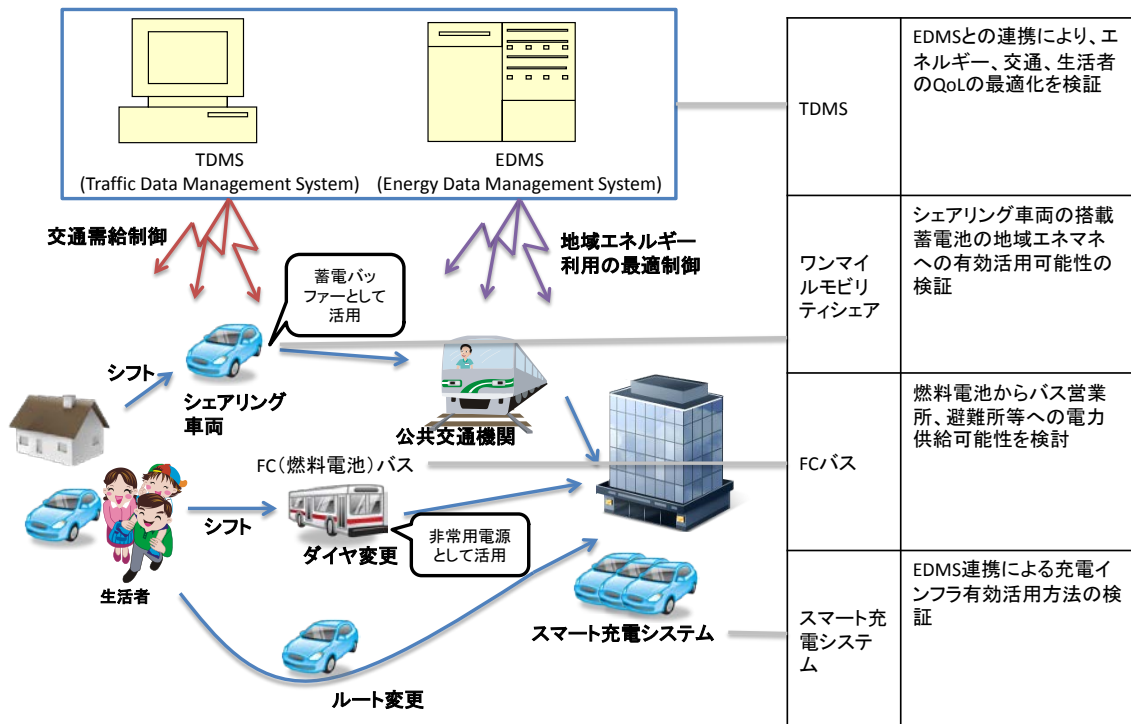 TDMS
(Traffic Data Management System)
EDMS
(Energy Data Management System)
交通需給制御
地域エネルギー
利用の最適制御
蓄電バッ
ファーとして
活用
シフト
シェアリング
車両
公共交通機関
FC(燃料電池)バス
シフト
ダイヤ変更
非常用電源
として活用
生活者
スマート充電システム
ルート変更
TDMS
EDMSとの連携により、エ
ネルギー、交通、生活者
のQoLの最適化を検証
ワンマイ
ルモビリ
ティシェア
シェアリング車両の搭載
蓄電池の地域エネマネ
への有効活用可能性の
検証
FCバス
燃料電池からバス営業
所、避難所等への電力
供給可能性を検討
スマート充
電システ
ム
EDMS連携による充電イ
ンフラ有効活用方法の検
証